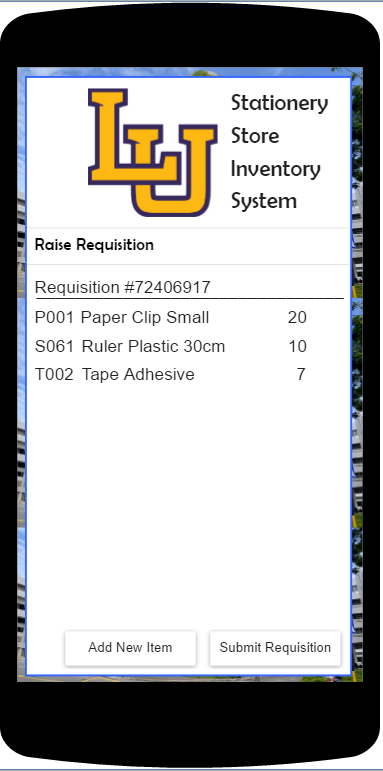 LU
Stationery
Store
Inventory
System
Raise Requisition
Requisition #72406917
P001 Paper Clip Small 20
S061 Ruler Plastic 30cm 10
T002 Tape Adhesive 7
Add New Item Submit Requisition